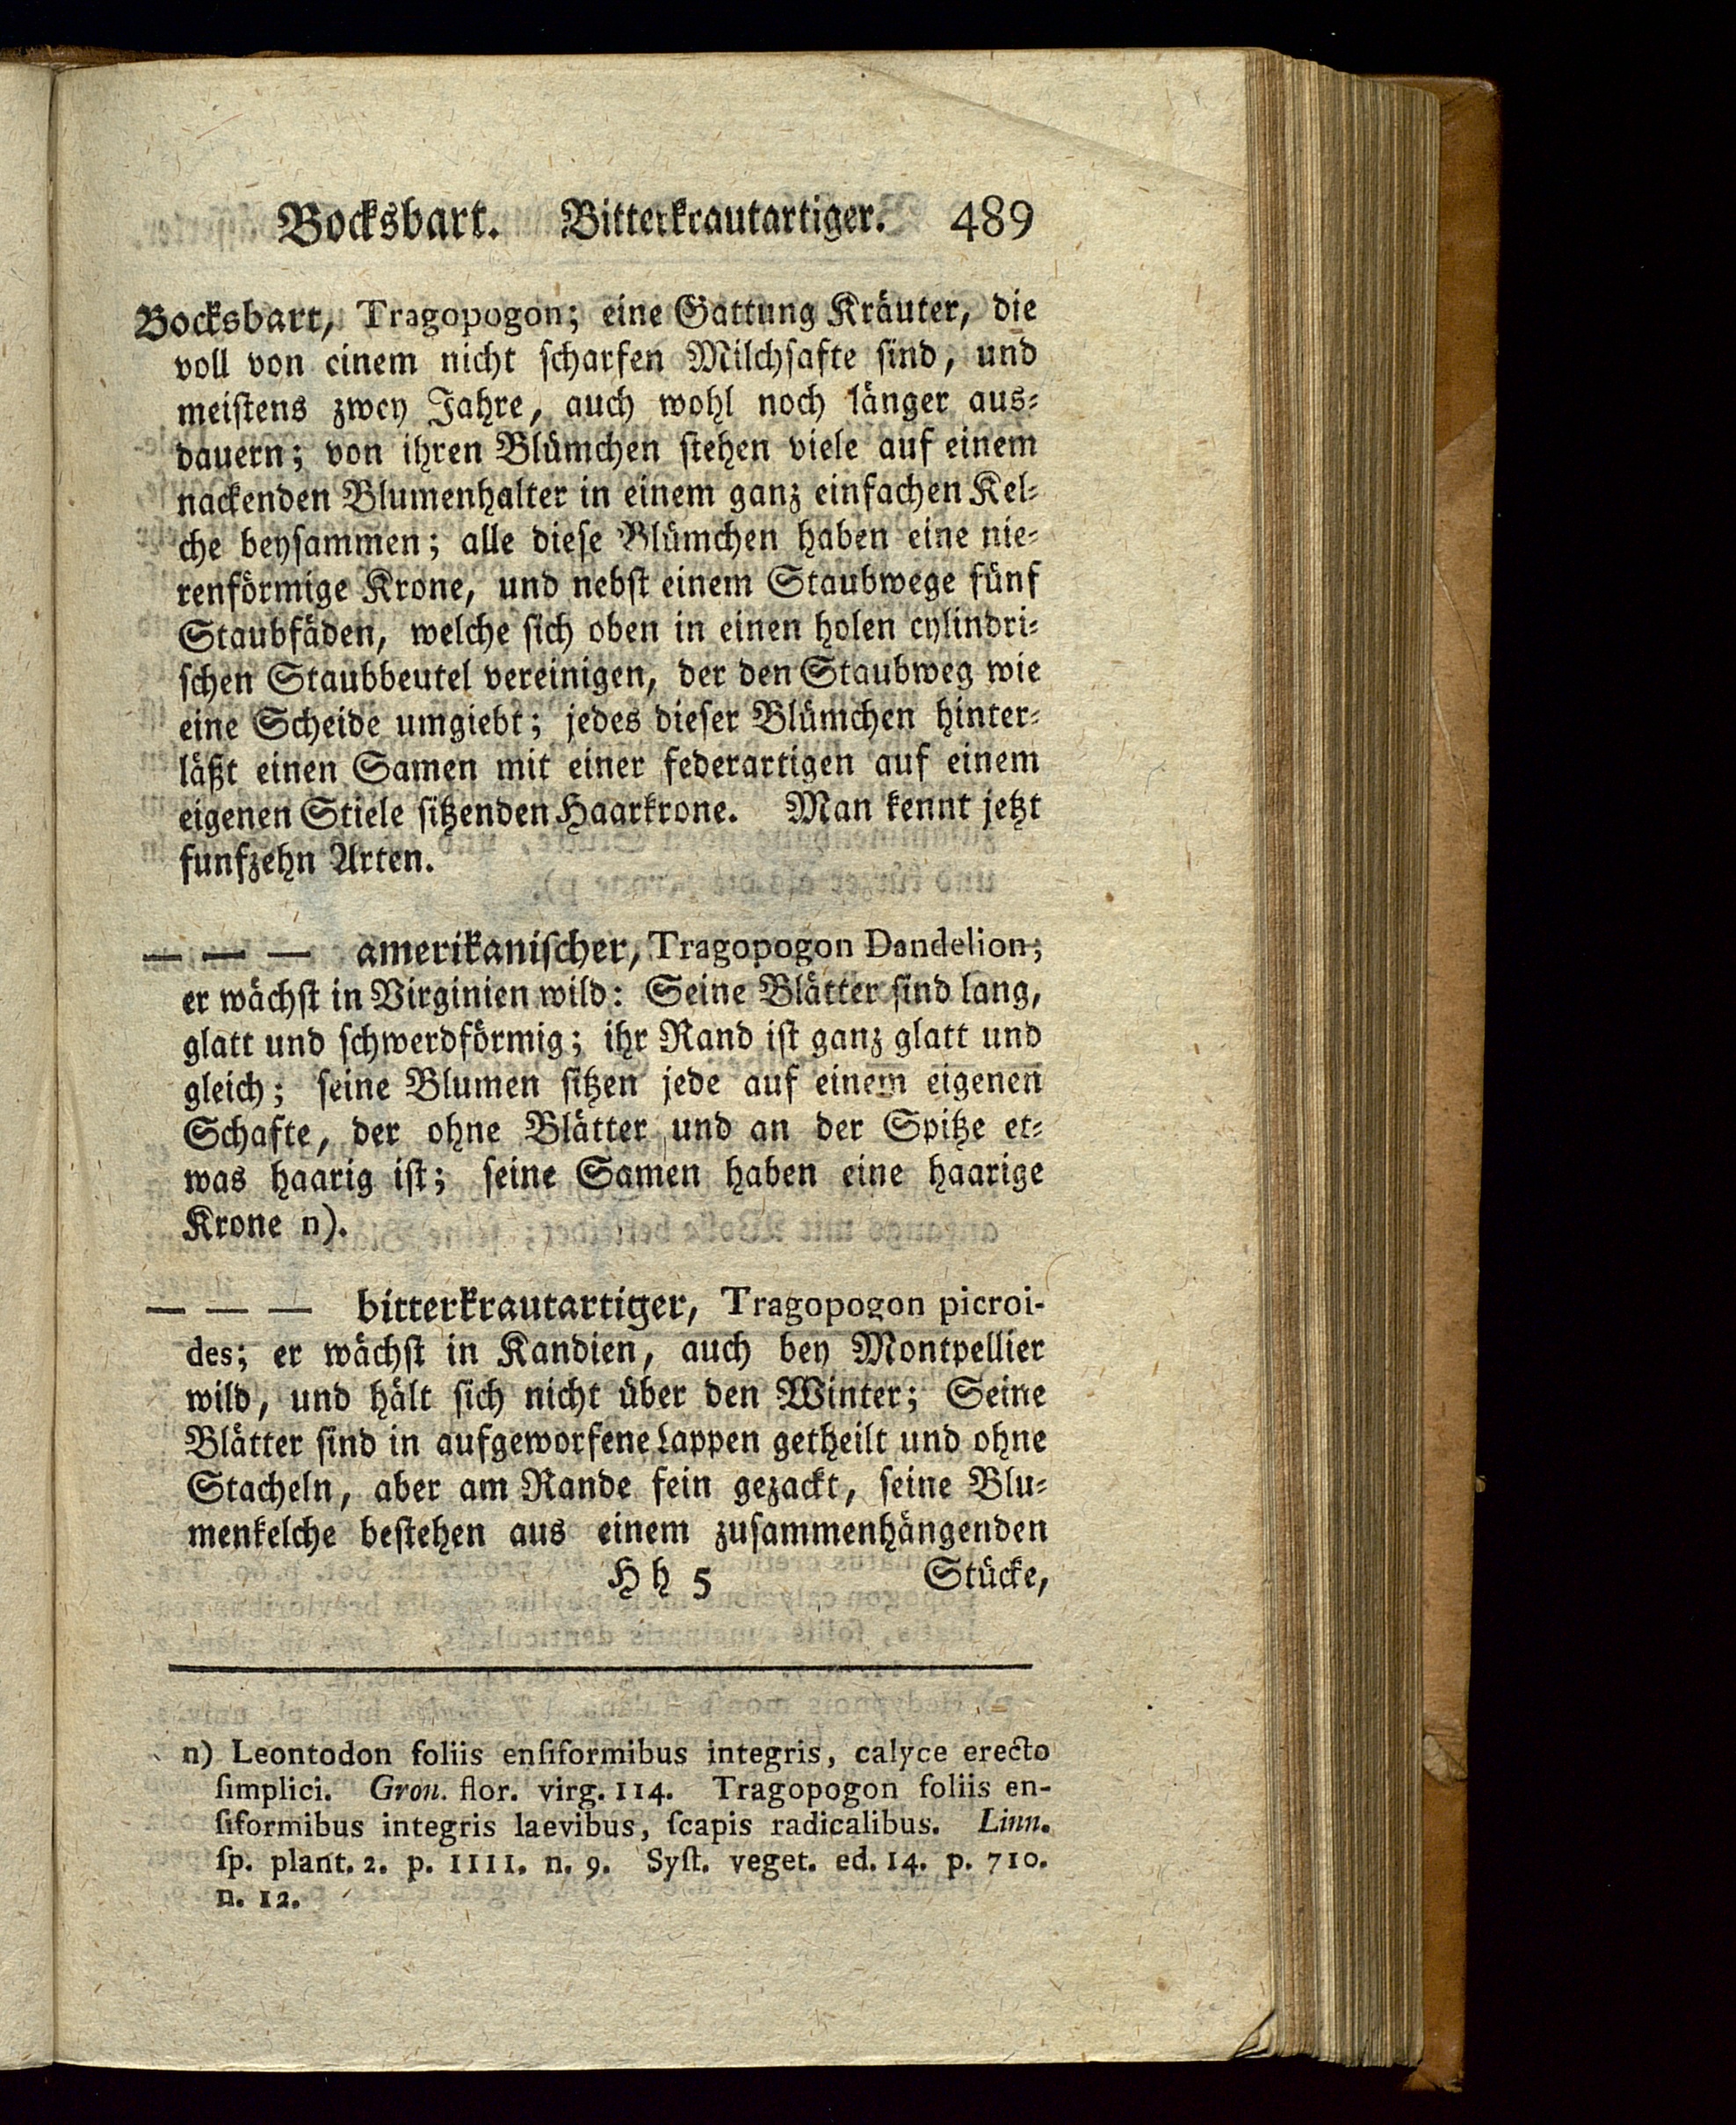 Bocksbart. Bitterkrautartiger. 489
Bocksbart, Tragopogon; eine Gattung Kräuter, die
voll von einem nicht scharfen Milchsafte sind, und
meistens zwey Jahre, auch wohl noch länger aus-
dauern; von ihren Blümchen stehen viele auf einem
nackenden Blumenhalter in einem ganz einfachen Kel-
che beysammen; alle diese Blümchen haben eine nie-
renförmige Krone, und nebst einem Staubwege fünf
Staubfäden, welche sich oben in einen holen cylindri-
schen Staubbeutel vereinigen, der den Staubweg wie
eine Scheide umgiebt; jedes dieser Blümchen hinter-
läßt einen Samen mit einer federartigen auf einem
eigenen Stiele sitzenden Haarkrone. Man kennt jetzt
funfzehn Arten.
— — — amerikanischer, Tragopogon Dandelion;
er wächst in Virginien wild: Seine Blätter sind lang,
glatt und schwerdförmig; ihr Rand ist ganz glatt und
gleich; seine Blumen sitzen jede auf einem eigenen
Schafte, der ohne Blätter und an der Spitze et-
was haarig ist; seine Samen haben eine haarige
Krone n).
— — — bitterkrautartiger, Tragopogon picroi-
des; er wächst in Kandien, auch bey Montpellier
wild, und hält sich nicht über den Winter; Seine
Blätter sind in aufgeworfene Lappen getheilt und ohne
Stacheln, aber am Rande fein gezackt, seine Blu-
menkelche bestehen aus einem zusammenhängenden
Hh 5 Stücke,
n) Leontodon foliis enſiformibus integris, calyce erecto
ſimplici. Gron. flor. virg. 114. Tragopogon foliis en-
ſiformibus integris laevibus, ſcapis radicalibus. Linn.
ſp. plant. 2. p. 1111. n. 9. Syſt. veget. ed. 14. p. 710.
n. 12.